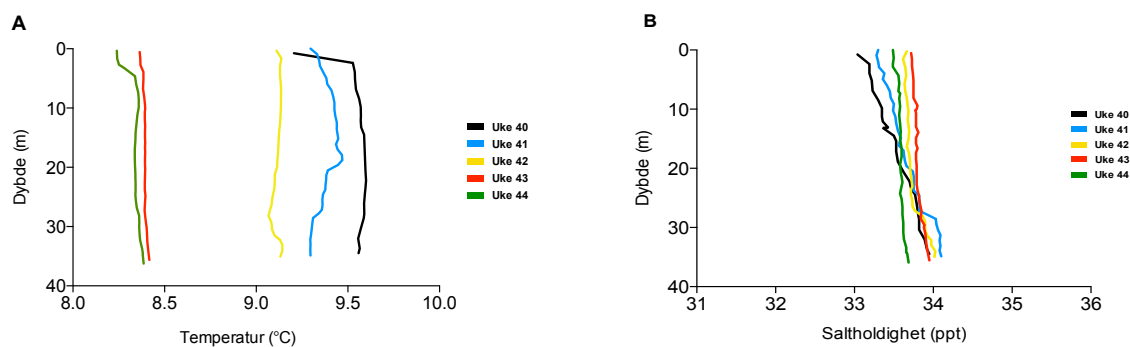 A
Dybde (m)
0
10
20
30
40
8.0 8.5 9.0 9.5 10.0
Temperatur (°C)
Uke 40
Uke 41
Uke 42
Uke 43
Uke 44
B
Dybde (m)
0
10
20
30
40
31 32 33 34 35 36
Saltholdighet (ppt)
Uke 40
Uke 41
Uke 42
Uke 43
Uke 44